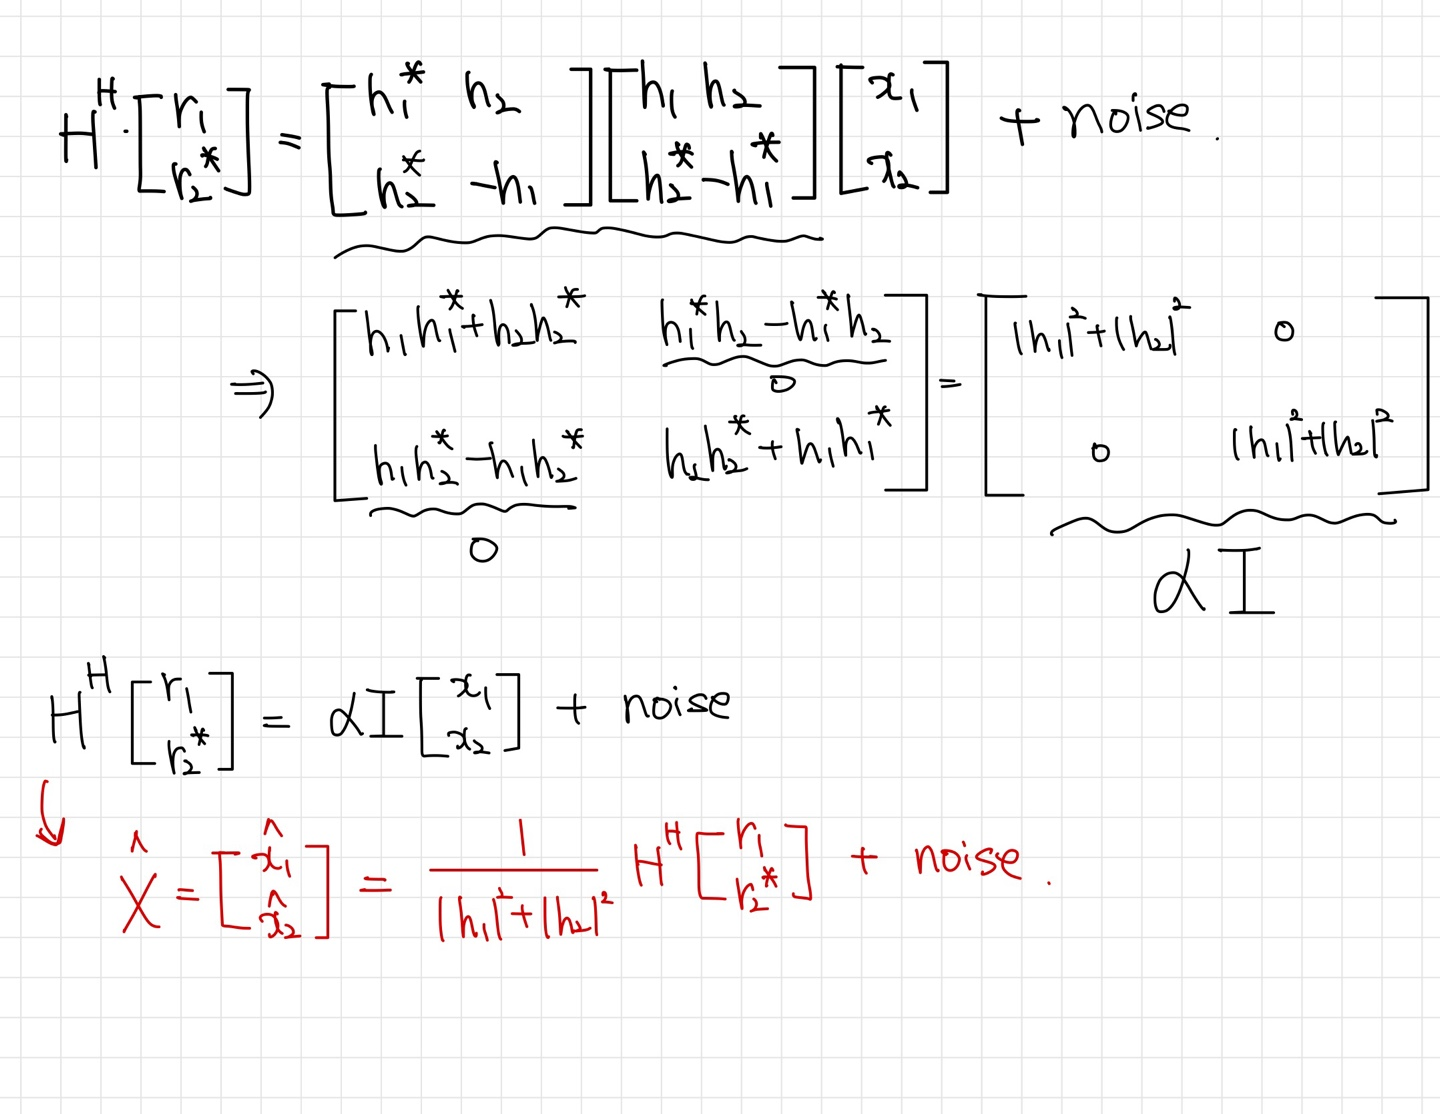 H^H · [r₁ ; r₂*] = [h₁* h₂ ; h₂* -h₁] [h₁ h₂ ; h₂* -h₁*] [x₁ ; x₂] + noise.
⇒ [h₁h₁*+h₂h₂* h₁*h₂-h₁*h₂ (0) ; h₁h₂*-h₁h₂* (0) h₂h₂*+h₁h₁*] = [|h₁|²+|h₂|² 0 ; 0 |h₁|²+|h₂|²]
αI
H^H [r₁ ; r₂*] = αI [x₁ ; x₂] + noise
X̂ = [x̂₁ ; x̂₂] = 1/(|h₁|²+|h₂|²) H^H [r₁ ; r₂*] + noise.